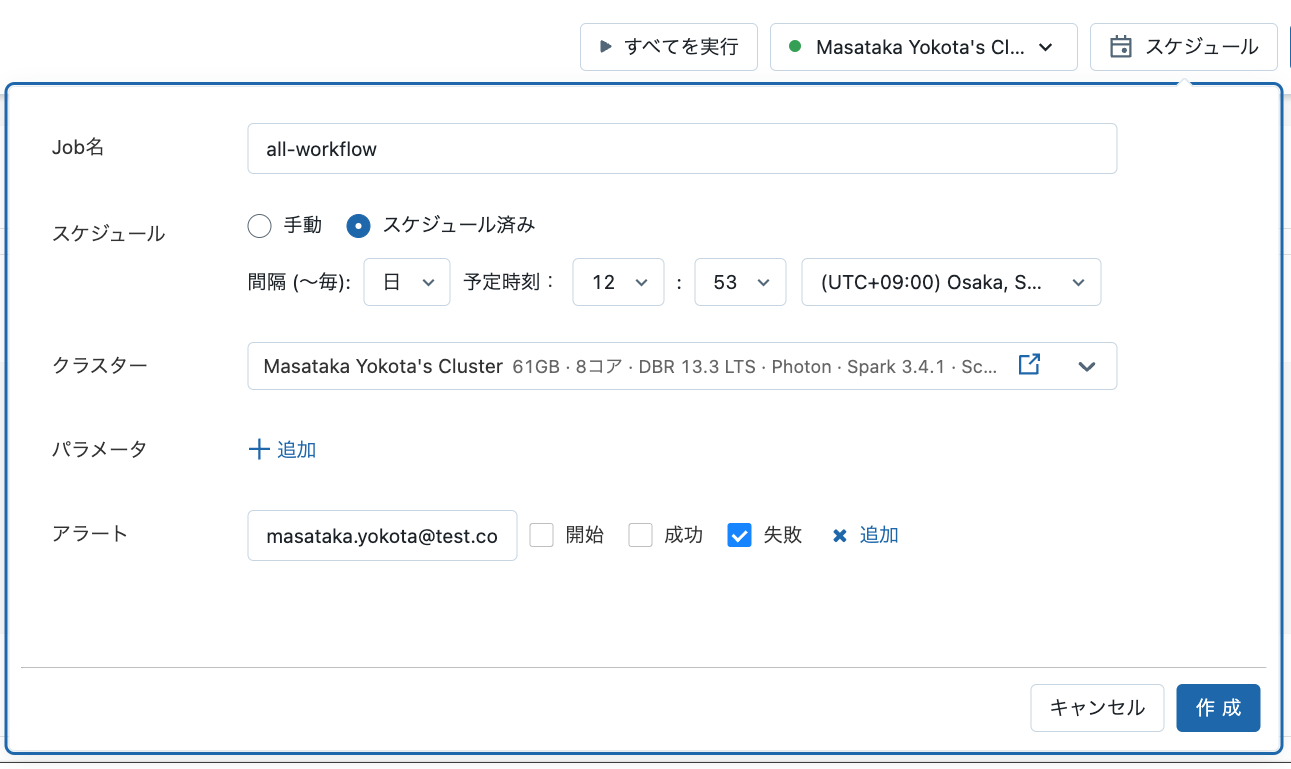 すべてを実行 Masataka Yokota's Cl... スケジュール
Job名 all-workflow
スケジュール 手動 スケジュール済み
間隔 (〜毎): 日 予定時刻： 12 : 53 (UTC+09:00) Osaka, S...
クラスター Masataka Yokota's Cluster 61GB · 8コア · DBR 13.3 LTS · Photon · Spark 3.4.1 · Sc...
パラメータ 追加
アラート masataka.yokota@test.co 開始 成功 失敗 追加
キャンセル 作成